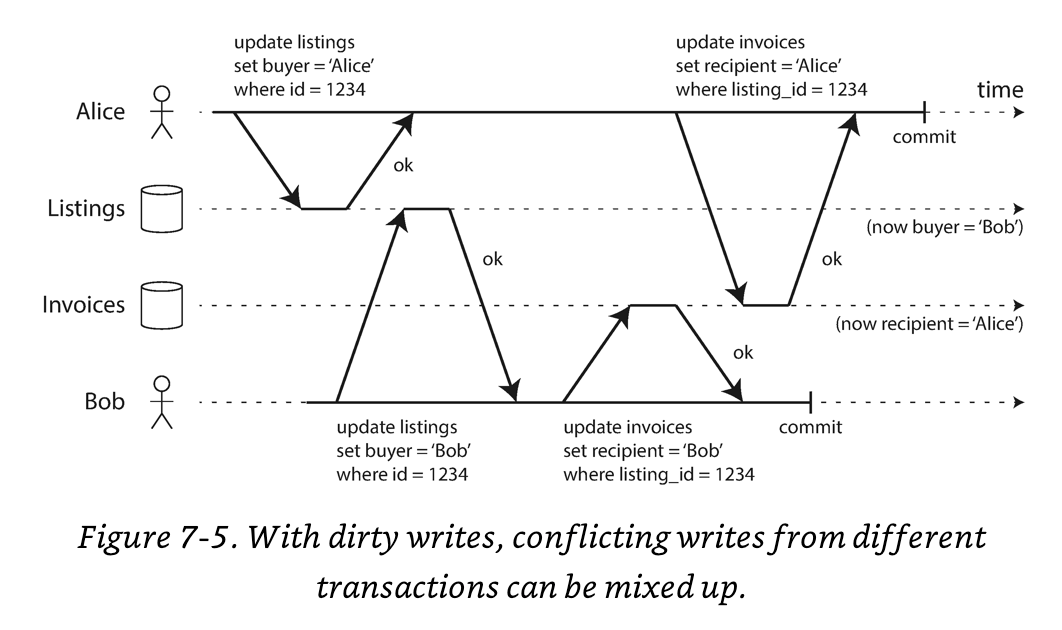 update listings
set buyer = ‘Alice’
where id = 1234
update invoices
set recipient = ‘Alice’
where listing_id = 1234
time
Alice
commit
ok
Listings
(now buyer = ‘Bob’)
ok
ok
Invoices
(now recipient = ‘Alice’)
ok
Bob
update listings
set buyer = ‘Bob’
where id = 1234
update invoices
set recipient = ‘Bob’
where listing_id = 1234
commit
Figure 7-5. With dirty writes, conflicting writes from different
transactions can be mixed up.